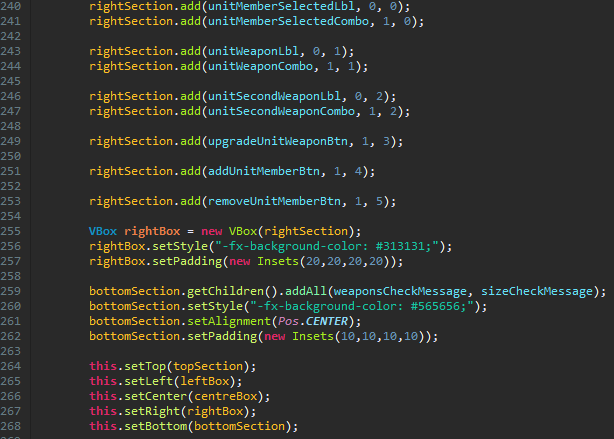 240 rightSection.add(unitMemberSelectedLbl, 0, 0);
241 rightSection.add(unitMemberSelectedCombo, 1, 0);
242
243 rightSection.add(unitWeaponLbl, 0, 1);
244 rightSection.add(unitWeaponCombo, 1, 1);
245
246 rightSection.add(unitSecondWeaponLbl, 0, 2);
247 rightSection.add(unitSecondWeaponCombo, 1, 2);
248
249 rightSection.add(upgradeUnitWeaponBtn, 1, 3);
250
251 rightSection.add(addUnitMemberBtn, 1, 4);
252
253 rightSection.add(removeUnitMemberBtn, 1, 5);
254
255 VBox rightBox = new VBox(rightSection);
256 rightBox.setStyle("-fx-background-color: #313131;");
257 rightBox.setPadding(new Insets(20,20,20,20));
258
259 bottomSection.getChildren().addAll(weaponsCheckMessage, sizeCheckMessage);
260 bottomSection.setStyle("-fx-background-color: #565656;");
261 bottomSection.setAlignment(Pos.CENTER);
262 bottomSection.setPadding(new Insets(10,10,10,10));
263
264 this.setTop(topSection);
265 this.setLeft(leftBox);
266 this.setCenter(centreBox);
267 this.setRight(rightBox);
268 this.setBottom(bottomSection);